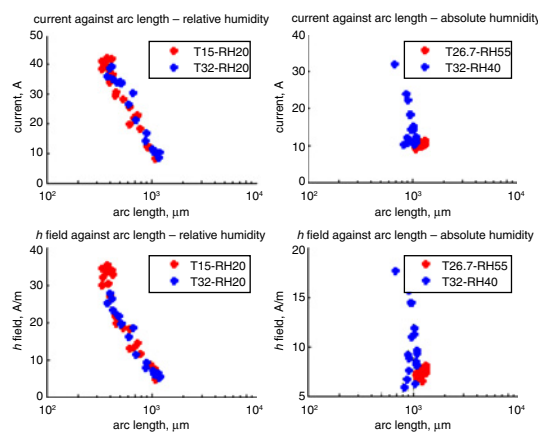 current against arc length – relative humidity
current, A
50
40
30
20
10
0
T15-RH20
T32-RH20
10²
10³
10⁴
arc length, µm
current against arc length – absolute humnidity
current, A
40
30
20
10
0
T26.7-RH55
T32-RH40
10²
10³
10⁴
arc length, µm
h field against arc length – relative humidity
h field, A/m
40
30
20
10
0
T15-RH20
T32-RH20
10²
10³
10⁴
arc length, µm
h field against arc length – absolute humidity
h field, A/m
20
15
10
5
T26.7-RH55
T32-RH40
10²
10³
10⁴
arc length, µm